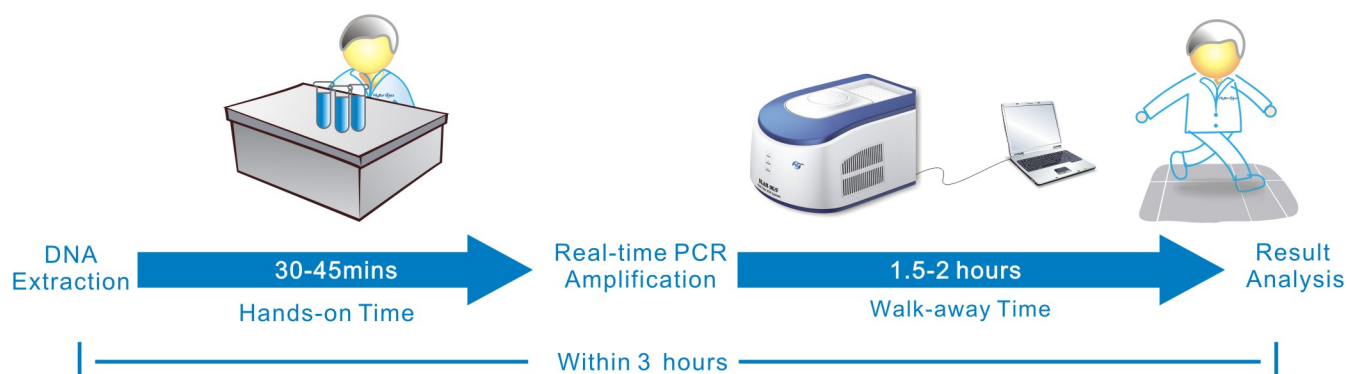 DNA
Extraction
30-45mins
Hands-on Time
Real-time PCR
Amplification
1.5-2 hours
Walk-away Time
Result
Analysis
Within 3 hours